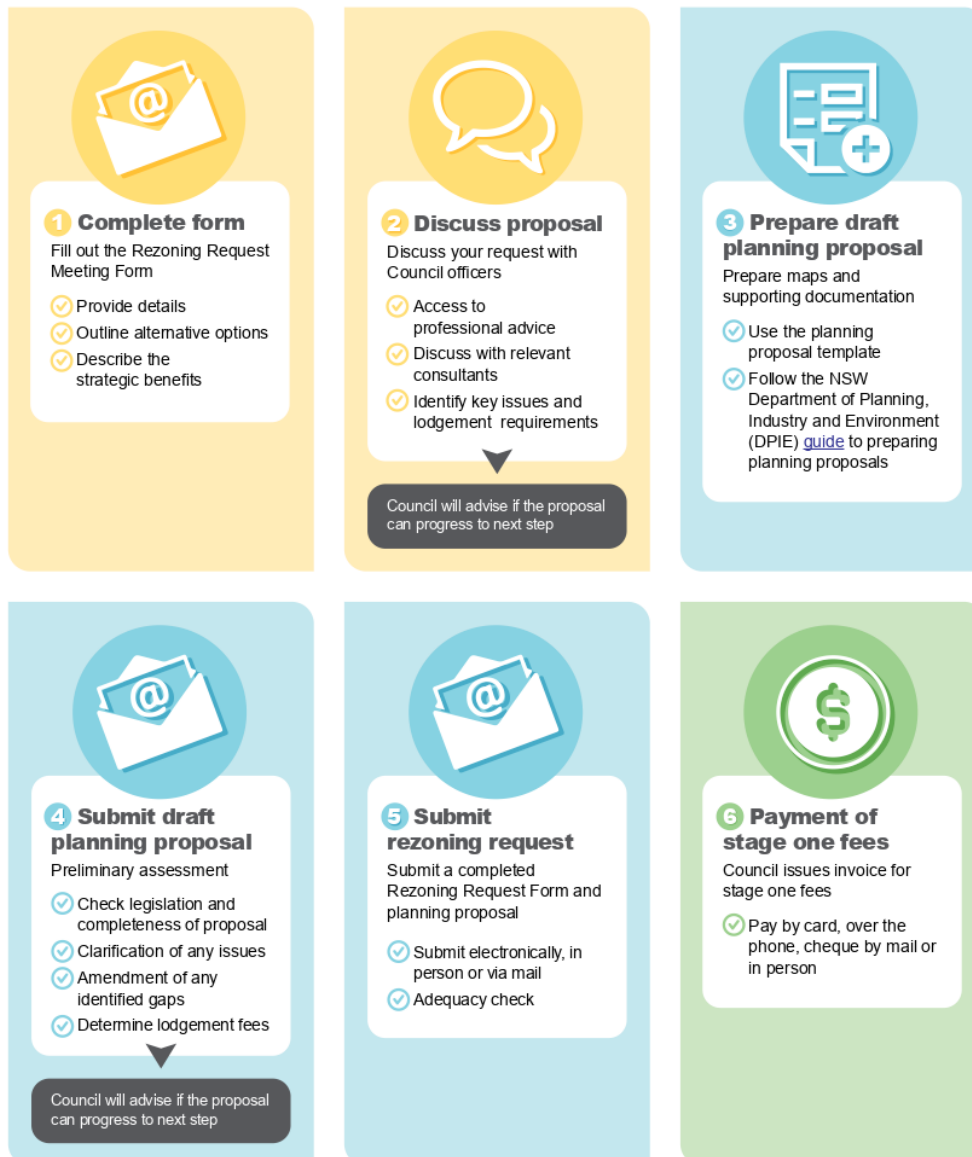 1 Complete form
Fill out the Rezoning Request
Meeting Form
Provide details
Outline alternative options
Describe the
strategic benefits
2 Discuss proposal
Discuss your request with
Council officers
Access to
professional advice
Discuss with relevant
consultants
Identify key issues and
lodgement requirements
Council will advise if the proposal
can progress to next step
3 Prepare draft
planning proposal
Prepare maps and
supporting documentation
Use the planning
proposal template
Follow the NSW
Department of Planning,
Industry and Environment
(DPIE) guide to preparing
planning proposals
4 Submit draft
planning proposal
Preliminary assessment
Check legislation and
completeness of proposal
Clarification of any issues
Amendment of any
identified gaps
Determine lodgement fees
Council will advise if the proposal
can progress to next step
5 Submit
rezoning request
Submit a completed
Rezoning Request Form and
planning proposal
Submit electronically, in
person or via mail
Adequacy check
6 Payment of
stage one fees
Council issues invoice for
stage one fees
Pay by card, over the
phone, cheque by mail or
in person